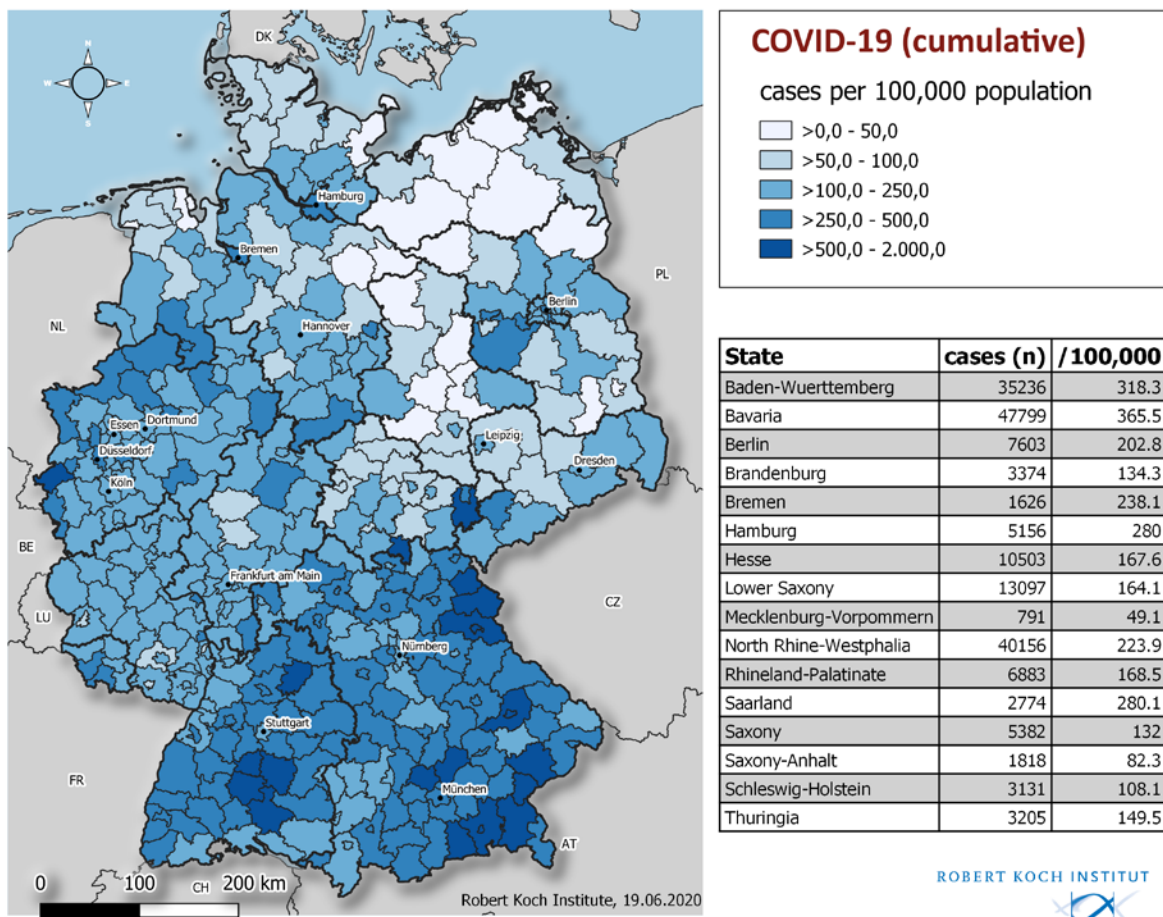 COVID-19 (cumulative)
cases per 100,000 population
>0,0 - 50,0
>50,0 - 100,0
>100,0 - 250,0
>250,0 - 500,0
>500,0 - 2.000,0
N
W E
S
DK
Hamburg
Bremen
PL
Berlin
NL
Hannover
Essen
Dortmund
Düsseldorf
Leipzig
Dresden
Köln
BE
Frankfurt am Main
LU
CZ
Nürnberg
Stuttgart
FR
München
AT
CH
0 100 200 km
Robert Koch Institute, 19.06.2020
State cases (n) /100,000
Baden-Wuerttemberg 35236 318.3
Bavaria 47799 365.5
Berlin 7603 202.8
Brandenburg 3374 134.3
Bremen 1626 238.1
Hamburg 5156 280
Hesse 10503 167.6
Lower Saxony 13097 164.1
Mecklenburg-Vorpommern 791 49.1
North Rhine-Westphalia 40156 223.9
Rhineland-Palatinate 6883 168.5
Saarland 2774 280.1
Saxony 5382 132
Saxony-Anhalt 1818 82.3
Schleswig-Holstein 3131 108.1
Thuringia 3205 149.5
ROBERT KOCH INSTITUT